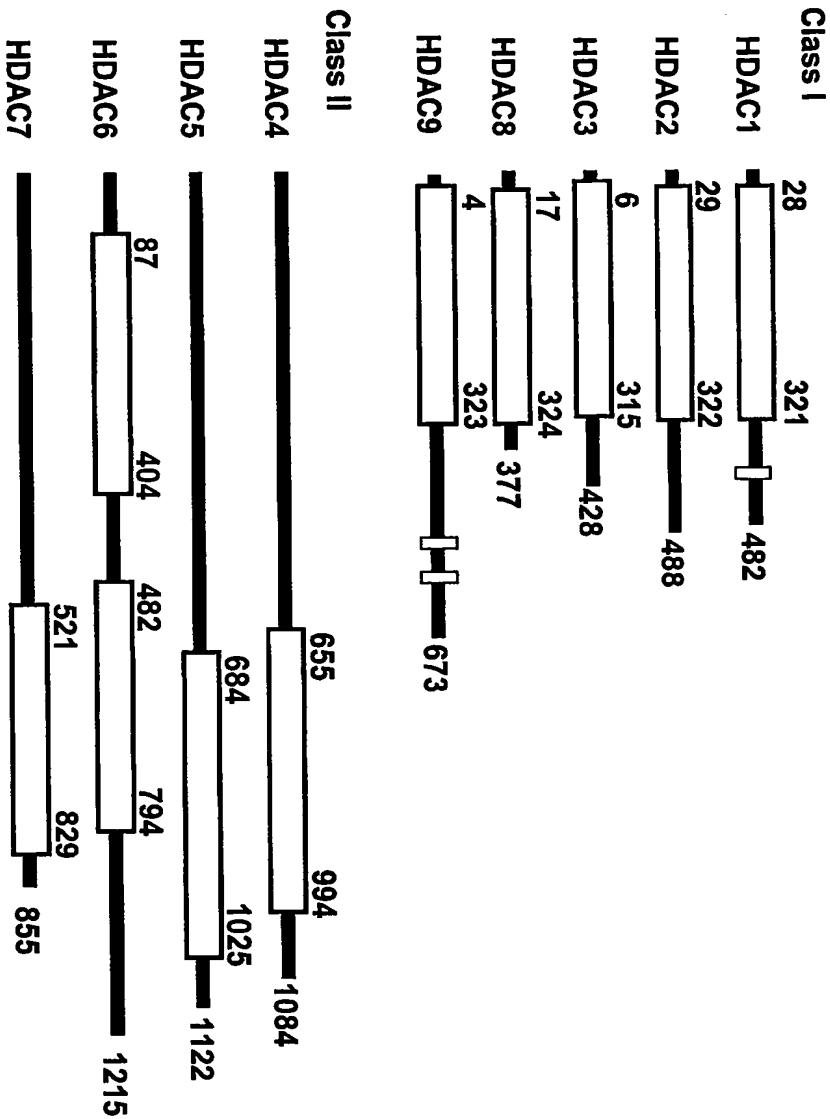 Class I
28 321
HDAC1 482
29 322
HDAC2 488
6 315
HDAC3 428
17 324
HDAC8 377
4 323
HDAC9 673
Class II
655 994
HDAC4 1084
684 1025
HDAC5 1122
87 404 482 794
HDAC6 1215
521 829
HDAC7 855